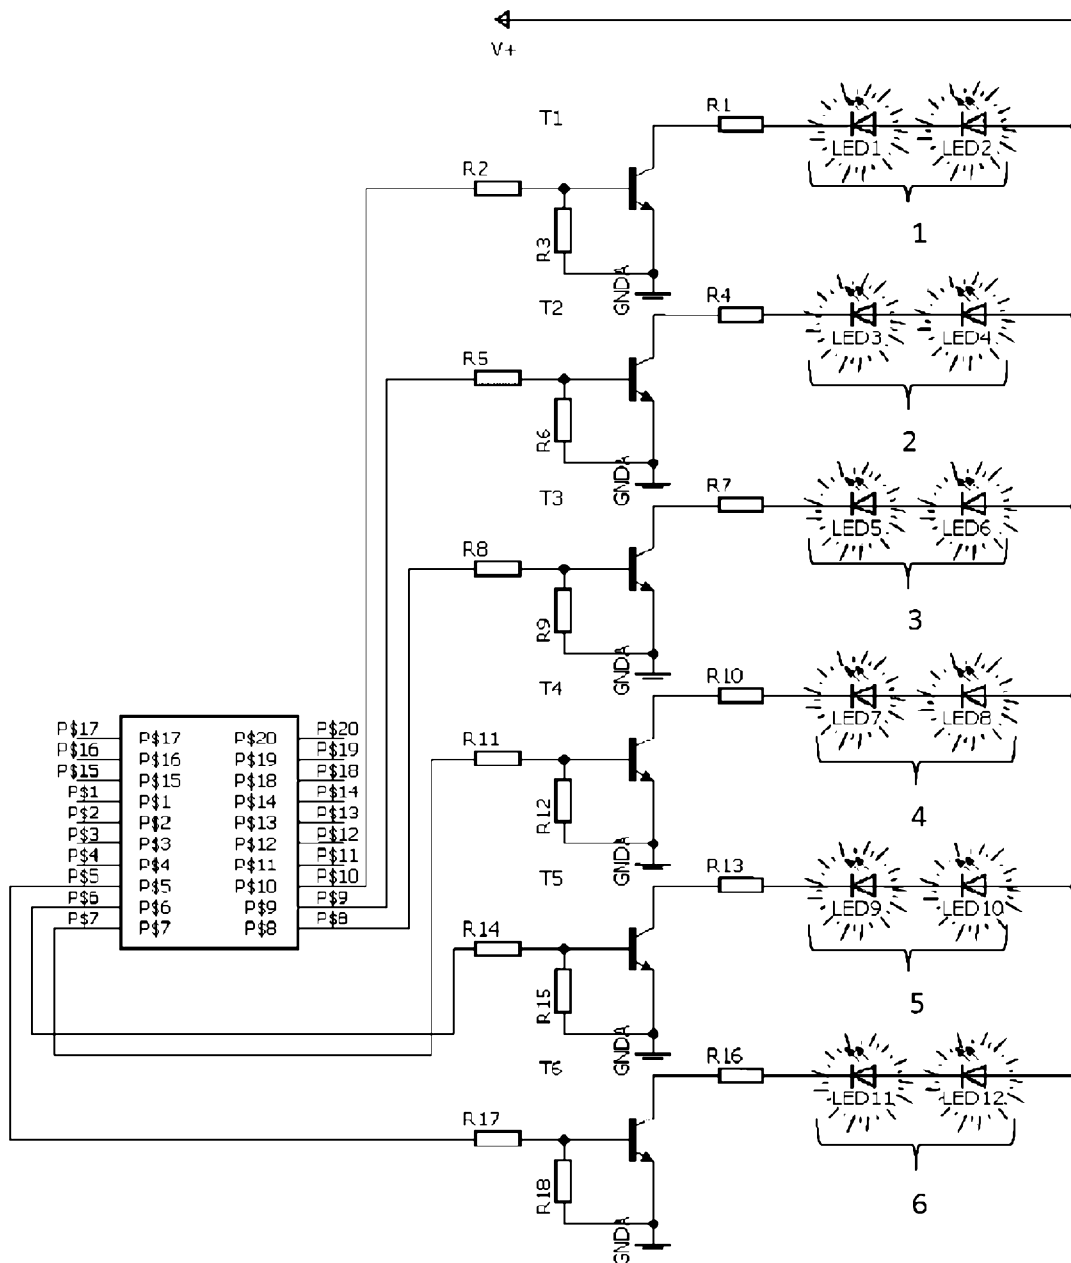 V+
T1
R1
LED1 LED2
R2
R3
GNDA
1
T2
R4
LED3 LED4
R5
R6
GNDA
2
T3
R7
LED5 LED6
R8
R9
GNDA
3
T4
R10
LED7 LED8
R11
R12
GNDA
4
T5
R13
LED9 LED10
R14
R15
GNDA
5
T6
R16
LED11 LED12
R17
R18
GNDA
6
P$17 P$17 P$20 P$20
P$16 P$16 P$19 P$19
P$15 P$15 P$18 P$18
P$1 P$1 P$14 P$14
P$2 P$2 P$13 P$13
P$3 P$3 P$12 P$12
P$4 P$4 P$11 P$11
P$5 P$5 P$10 P$10
P$6 P$6 P$9 P$9
P$7 P$7 P$8 P$8